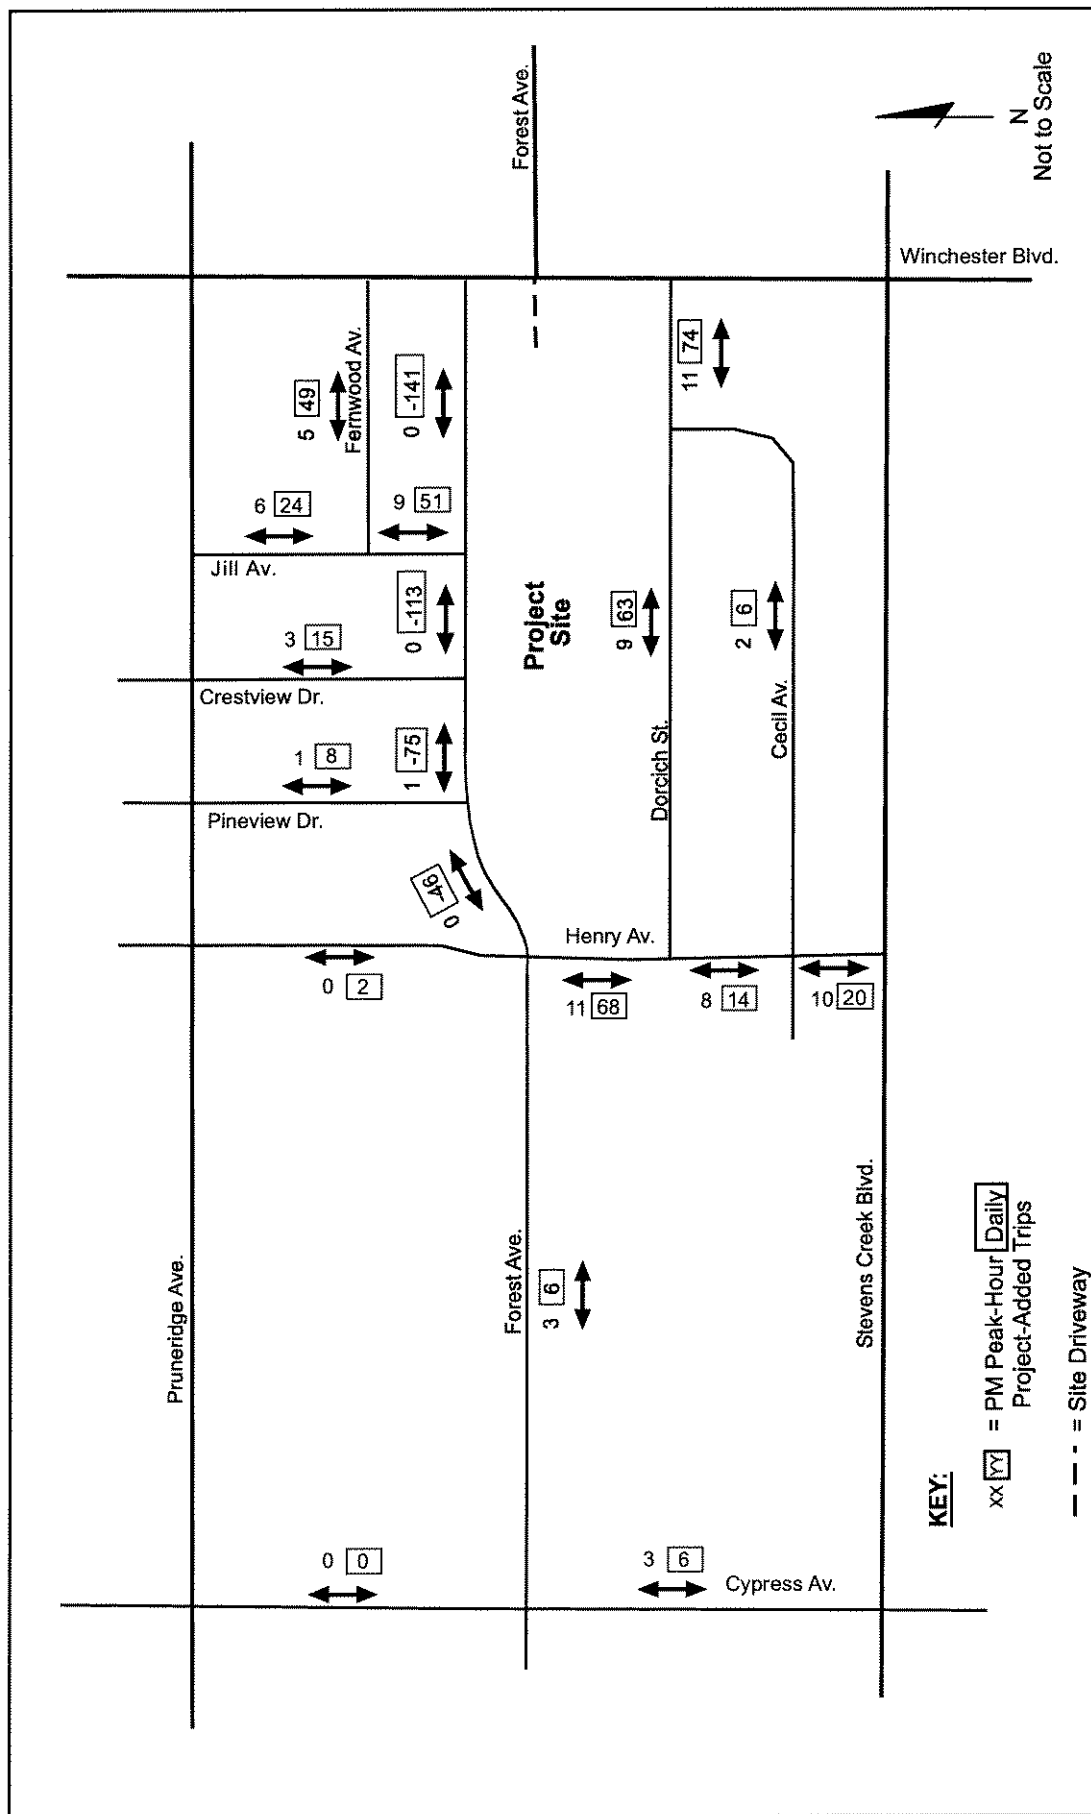 Pruneridge Ave.
Forest Ave.
Stevens Creek Blvd.
Cypress Av.
0 0
3 6
3 6
Henry Av.
0 2
11 68
8 14
10 20
0 -46
Pineview Dr.
1 8
1 -75
Crestview Dr.
3 15
0 -113
Jill Av.
6 24
9 51
Fernwood Av.
5 49
0 -141
Project
Site
Dorcich St.
9 63
11 74
Cecil Av.
2 6
Forest Ave.
Winchester Blvd.
N
Not to Scale
KEY:
XX YY = PM Peak-Hour Daily
Project-Added Trips
= Site Driveway